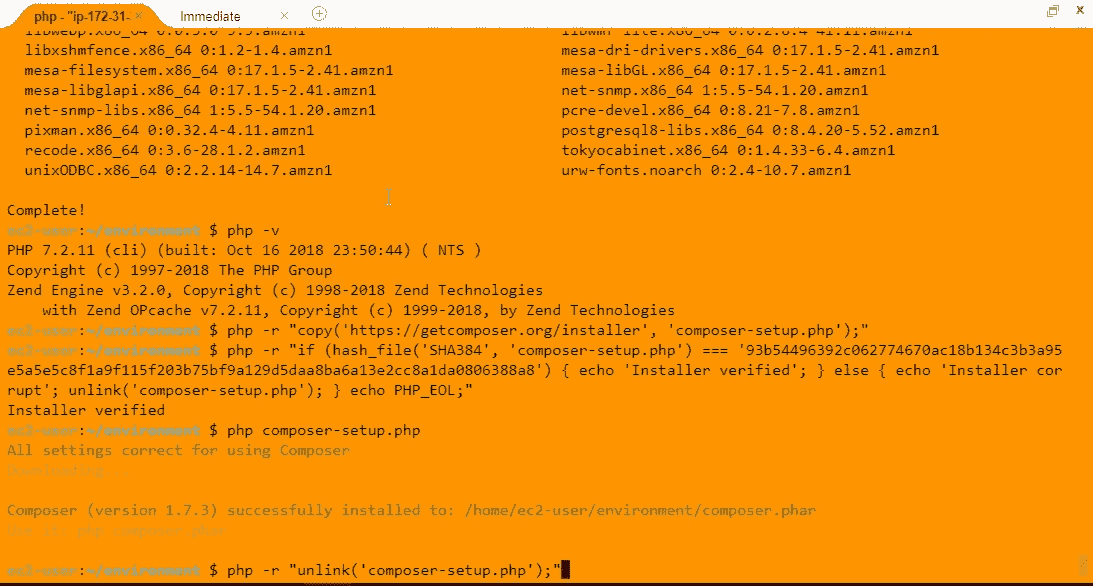 php - "ip-172-31- Immediate
libxshmfence.x86_64 0:1.2-1.4.amzn1 mesa-dri-drivers.x86_64 0:17.1.5-2.41.amzn1
mesa-filesystem.x86_64 0:17.1.5-2.41.amzn1 mesa-libGL.x86_64 0:17.1.5-2.41.amzn1
mesa-libglapi.x86_64 0:17.1.5-2.41.amzn1 net-snmp.x86_64 1:5.5-54.1.20.amzn1
net-snmp-libs.x86_64 1:5.5-54.1.20.amzn1 pcre-devel.x86_64 0:8.21-7.8.amzn1
pixman.x86_64 0:0.32.4-4.11.amzn1 postgresql8-libs.x86_64 0:8.4.20-5.52.amzn1
recode.x86_64 0:3.6-28.1.2.amzn1 tokyocabinet.x86_64 0:1.4.33-6.4.amzn1
unixODBC.x86_64 0:2.2.14-14.7.amzn1 urw-fonts.noarch 0:2.4-10.7.amzn1
Complete!
ec2-user:~/environment $ php -v
PHP 7.2.11 (cli) (built: Oct 16 2018 23:50:44) ( NTS )
Copyright (c) 1997-2018 The PHP Group
Zend Engine v3.2.0, Copyright (c) 1998-2018 Zend Technologies
with Zend OPcache v7.2.11, Copyright (c) 1999-2018, by Zend Technologies
ec2-user:~/environment $ php -r "copy('https://getcomposer.org/installer', 'composer-setup.php');"
ec2-user:~/environment $ php -r "if (hash_file('SHA384', 'composer-setup.php') === '93b54496392c062774670ac18b134c3b3a95
e5a5e5c8f1a9f115f203b75bf9a129d5daa8ba6a13e2cc8a1da0806388a8') { echo 'Installer verified'; } else { echo 'Installer cor
rupt'; unlink('composer-setup.php'); } echo PHP_EOL;"
Installer verified
ec2-user:~/environment $ php composer-setup.php
All settings correct for using Composer
Downloading...
Composer (version 1.7.3) successfully installed to: /home/ec2-user/environment/composer.phar
Use it: php composer.phar
ec2-user:~/environment $ php -r "unlink('composer-setup.php');"